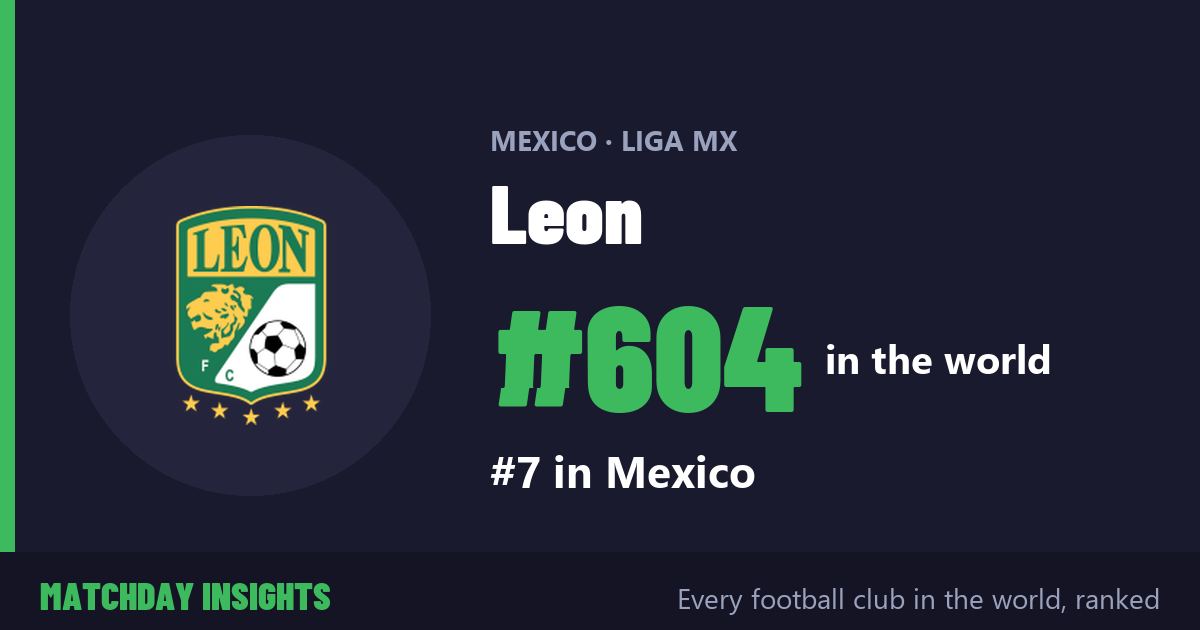 MEXICO · LIGA MX
Leon
#604 in the world
#7 in Mexico
LEON
F C
MATCHDAY INSIGHTS
Every football club in the world, ranked